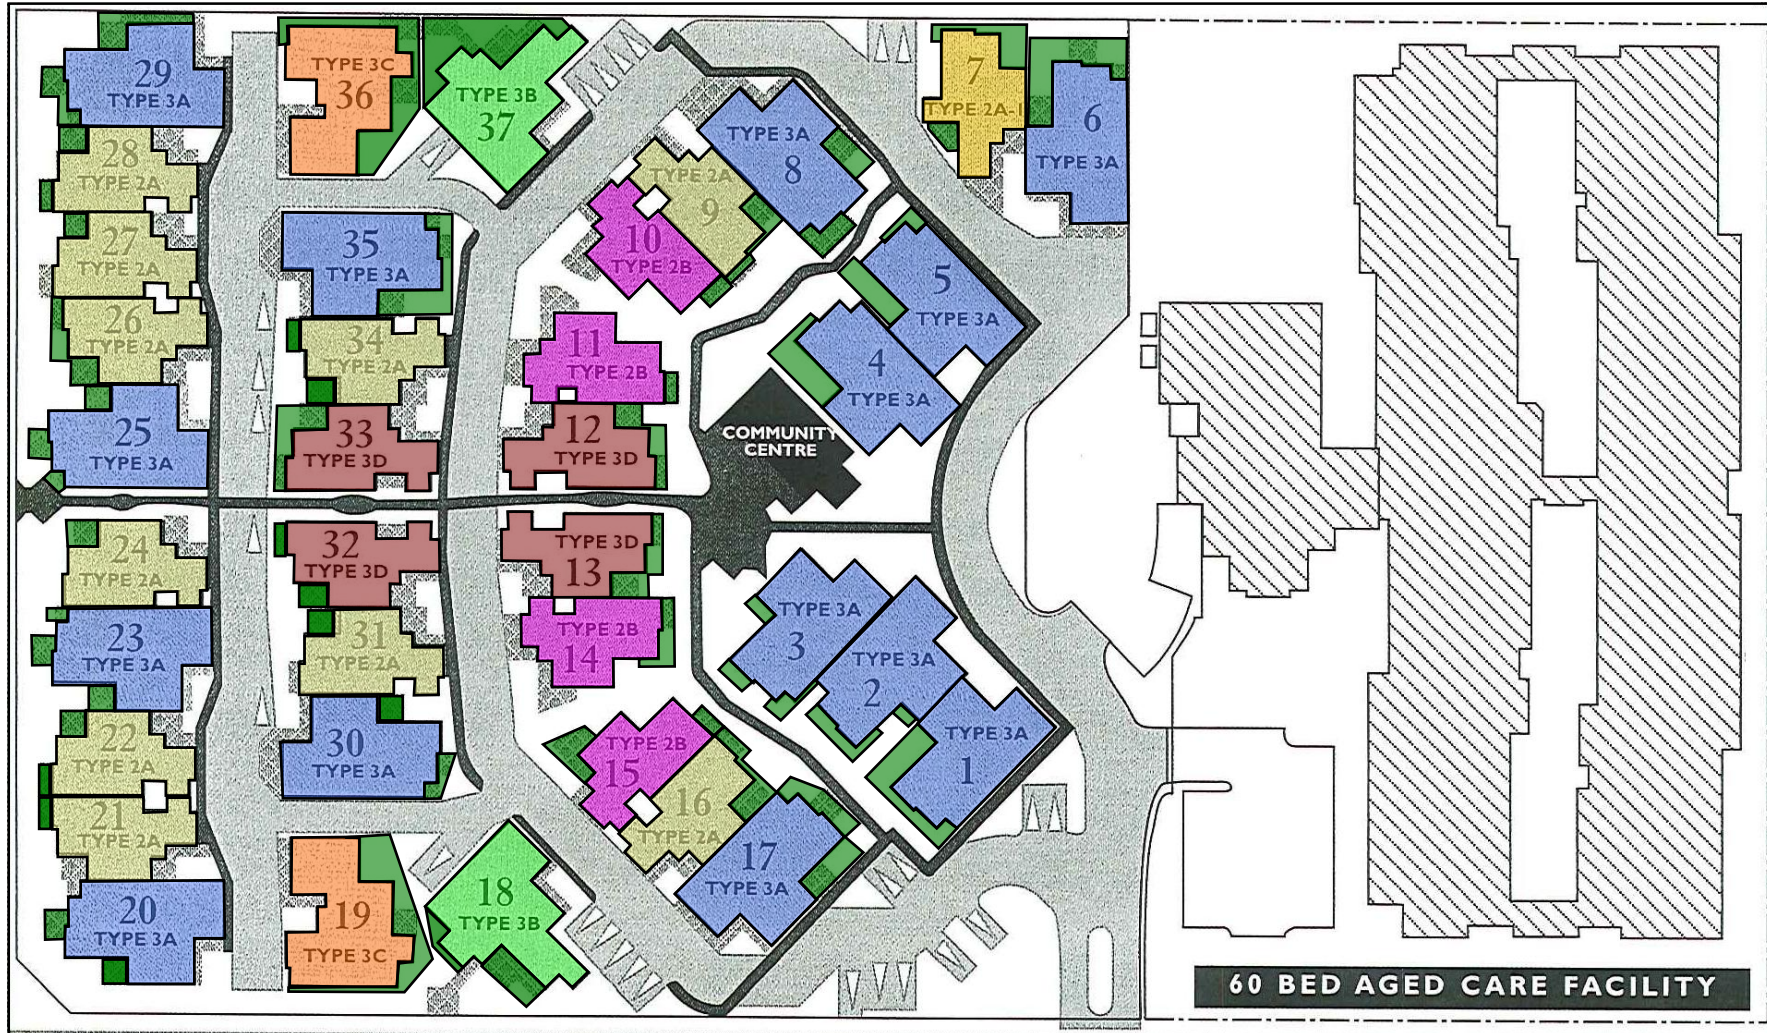 29
TYPE 3A
28
TYPE 2A
27
TYPE 2A
26
TYPE 2A
25
TYPE 3A
24
TYPE 2A
23
TYPE 3A
22
TYPE 2A
21
TYPE 2A
20
TYPE 3A
TYPE 3C
36
TYPE 3B
37
35
TYPE 3A
34
TYPE 2A
33
TYPE 3D
32
TYPE 3D
31
TYPE 2A
30
TYPE 3A
19
TYPE 3C
18
TYPE 3B
TYPE 3A
8
TYPE 2A
9
10
TYPE 2B
11
TYPE 2B
12
TYPE 3D
TYPE 3D
13
TYPE 2B
14
TYPE 2B
15
16
TYPE 2A
17
TYPE 3A
7
TYPE 2A-1
6
TYPE 3A
5
TYPE 3A
4
TYPE 3A
COMMUNITY
CENTRE
TYPE 3A
3
TYPE 3A
2
TYPE 3A
1
60 BED AGED CARE FACILITY